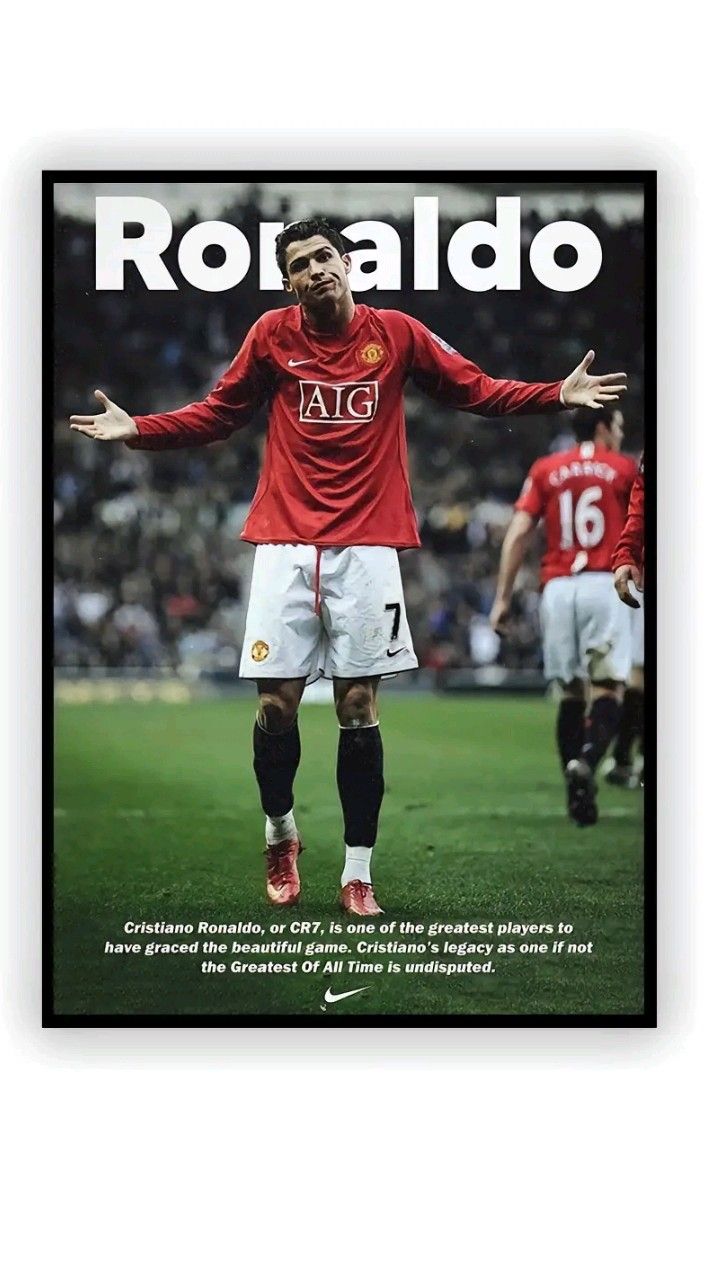 Ronaldo
AIG
CARRICK
16
7
Cristiano Ronaldo, or CR7, is one of the greatest players to
have graced the beautiful game. Cristiano's legacy as one if not
the Greatest Of All Time is undisputed.